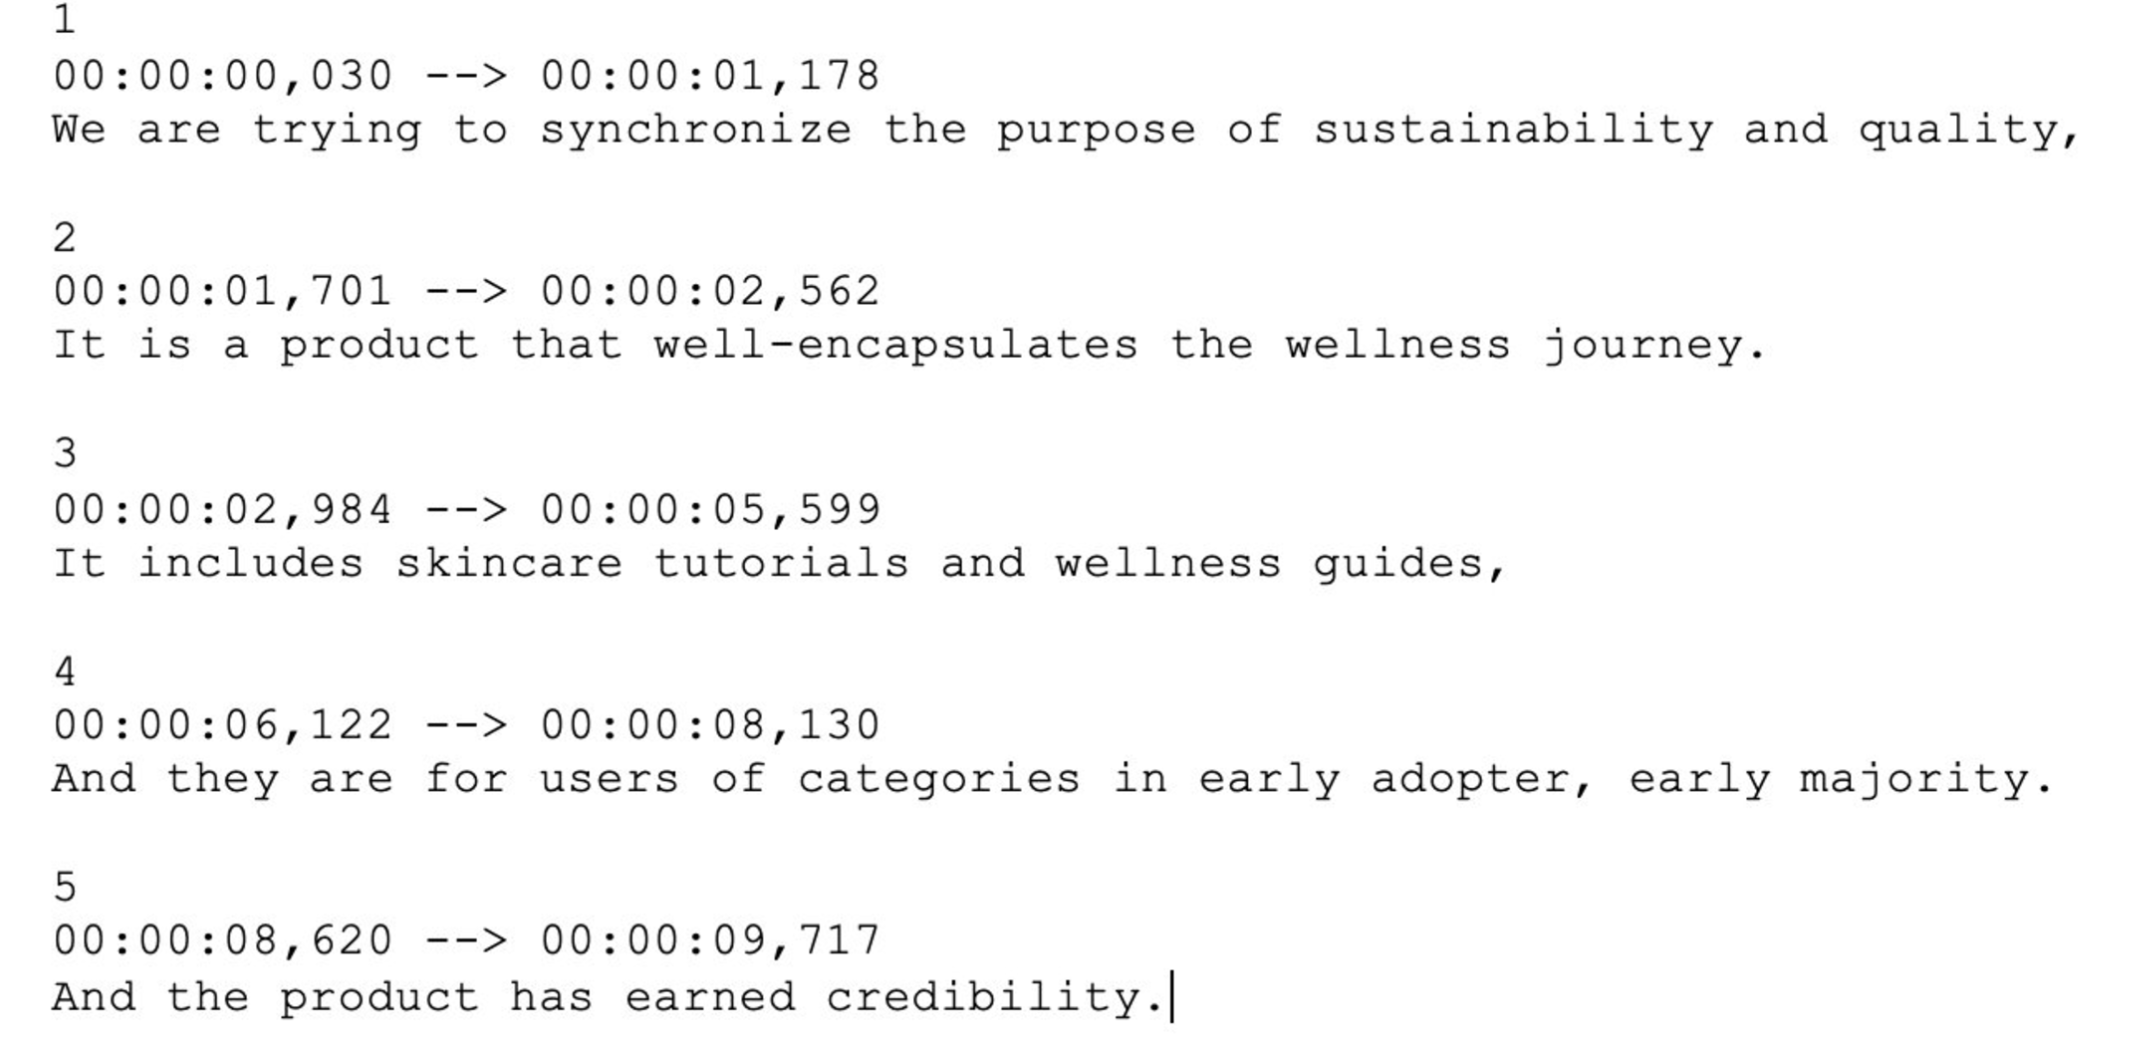 1
00:00:00,030 --> 00:00:01,178
We are trying to synchronize the purpose of sustainability and quality,
2
00:00:01,701 --> 00:00:02,562
It is a product that well-encapsulates the wellness journey.
3
00:00:02,984 --> 00:00:05,599
It includes skincare tutorials and wellness guides,
4
00:00:06,122 --> 00:00:08,130
And they are for users of categories in early adopter, early majority.
5
00:00:08,620 --> 00:00:09,717
And the product has earned credibility.